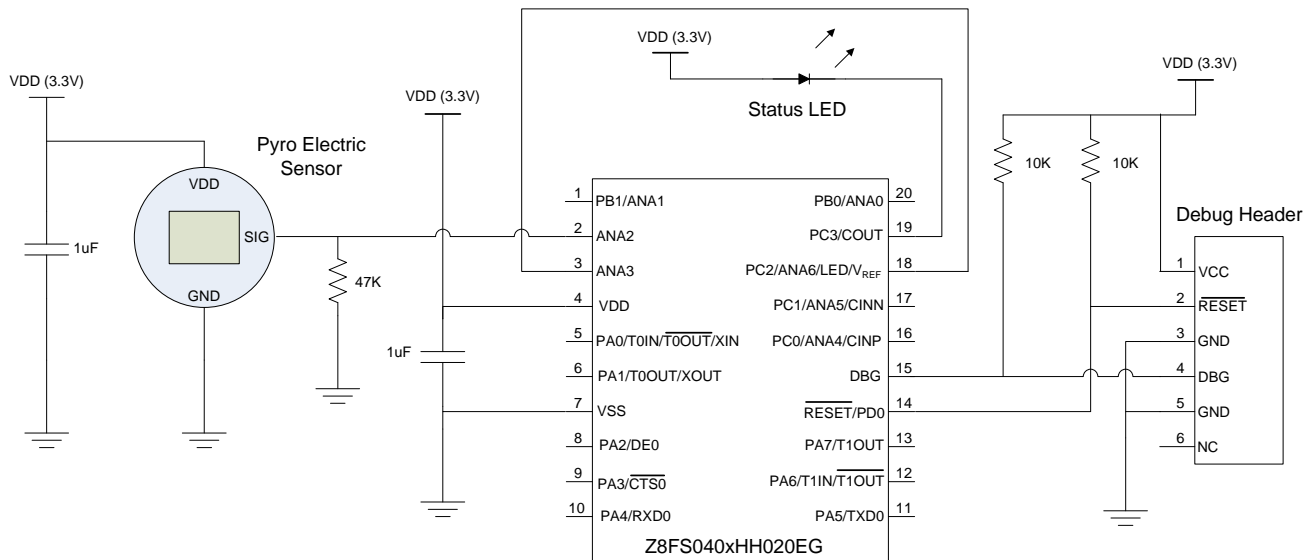 VDD (3.3V)
VDD (3.3V)
VDD (3.3V)
VDD (3.3V)
Status LED
Pyro Electric
Sensor
VDD
SIG
GND
1uF
47K
1uF
10K
10K
Debug Header
1 PB1/ANA1
2 ANA2
3 ANA3
4 VDD
5 PA0/T0IN/T0OUT/XIN
6 PA1/T0OUT/XOUT
7 VSS
8 PA2/DE0
9 PA3/CTS0
10 PA4/RXD0
PB0/ANA0 20
PC3/COUT 19
PC2/ANA6/LED/VREF 18
PC1/ANA5/CINN 17
PC0/ANA4/CINP 16
DBG 15
RESET/PD0 14
PA7/T1OUT 13
PA6/T1IN/T1OUT 12
PA5/TXD0 11
Z8FS040xHH020EG
1 VCC
2 RESET
3 GND
4 DBG
5 GND
6 NC